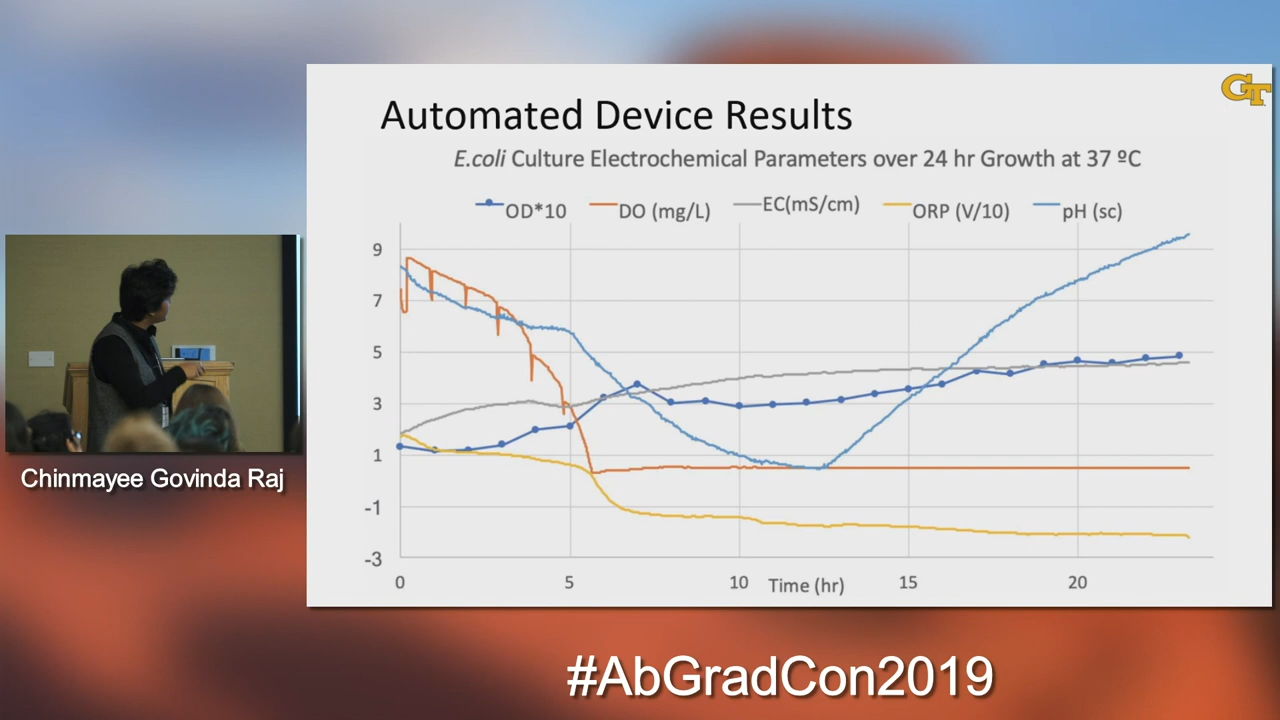 GT
Automated Device Results
E.coli Culture Electrochemical Parameters over 24 hr Growth at 37 ºC
OD*10 DO (mg/L) EC(mS/cm) ORP (V/10) pH (sc)
9
7
5
3
1
-1
-3
0 5 10 15 20
Time (hr)
Chinmayee Govinda Raj
#AbGradCon2019